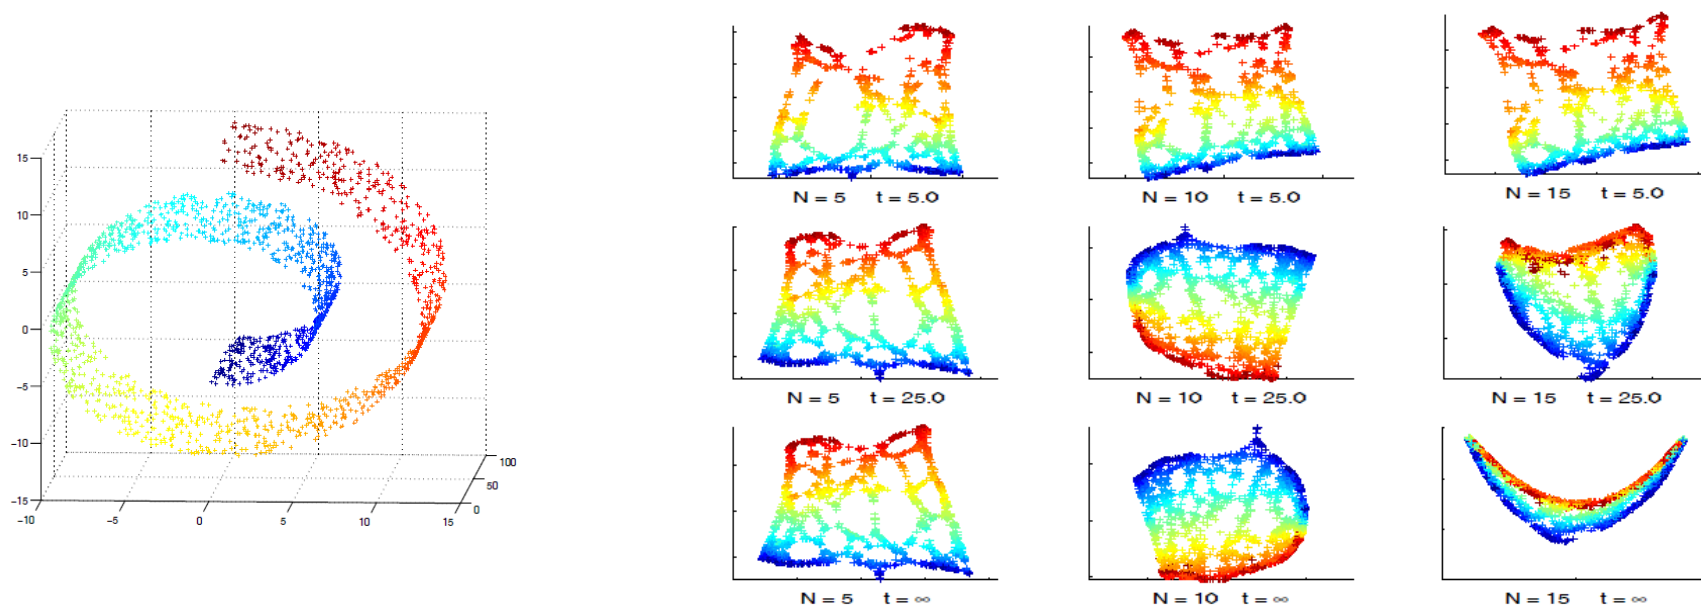 15
10
5
0
−5
−10
−15
−10
−5
0
5
10
15
0
50
100
N = 5 t = 5.0
N = 10 t = 5.0
N = 15 t = 5.0
N = 5 t = 25.0
N = 10 t = 25.0
N = 15 t = 25.0
N = 5 t = ∞
N = 10 t = ∞
N = 15 t = ∞